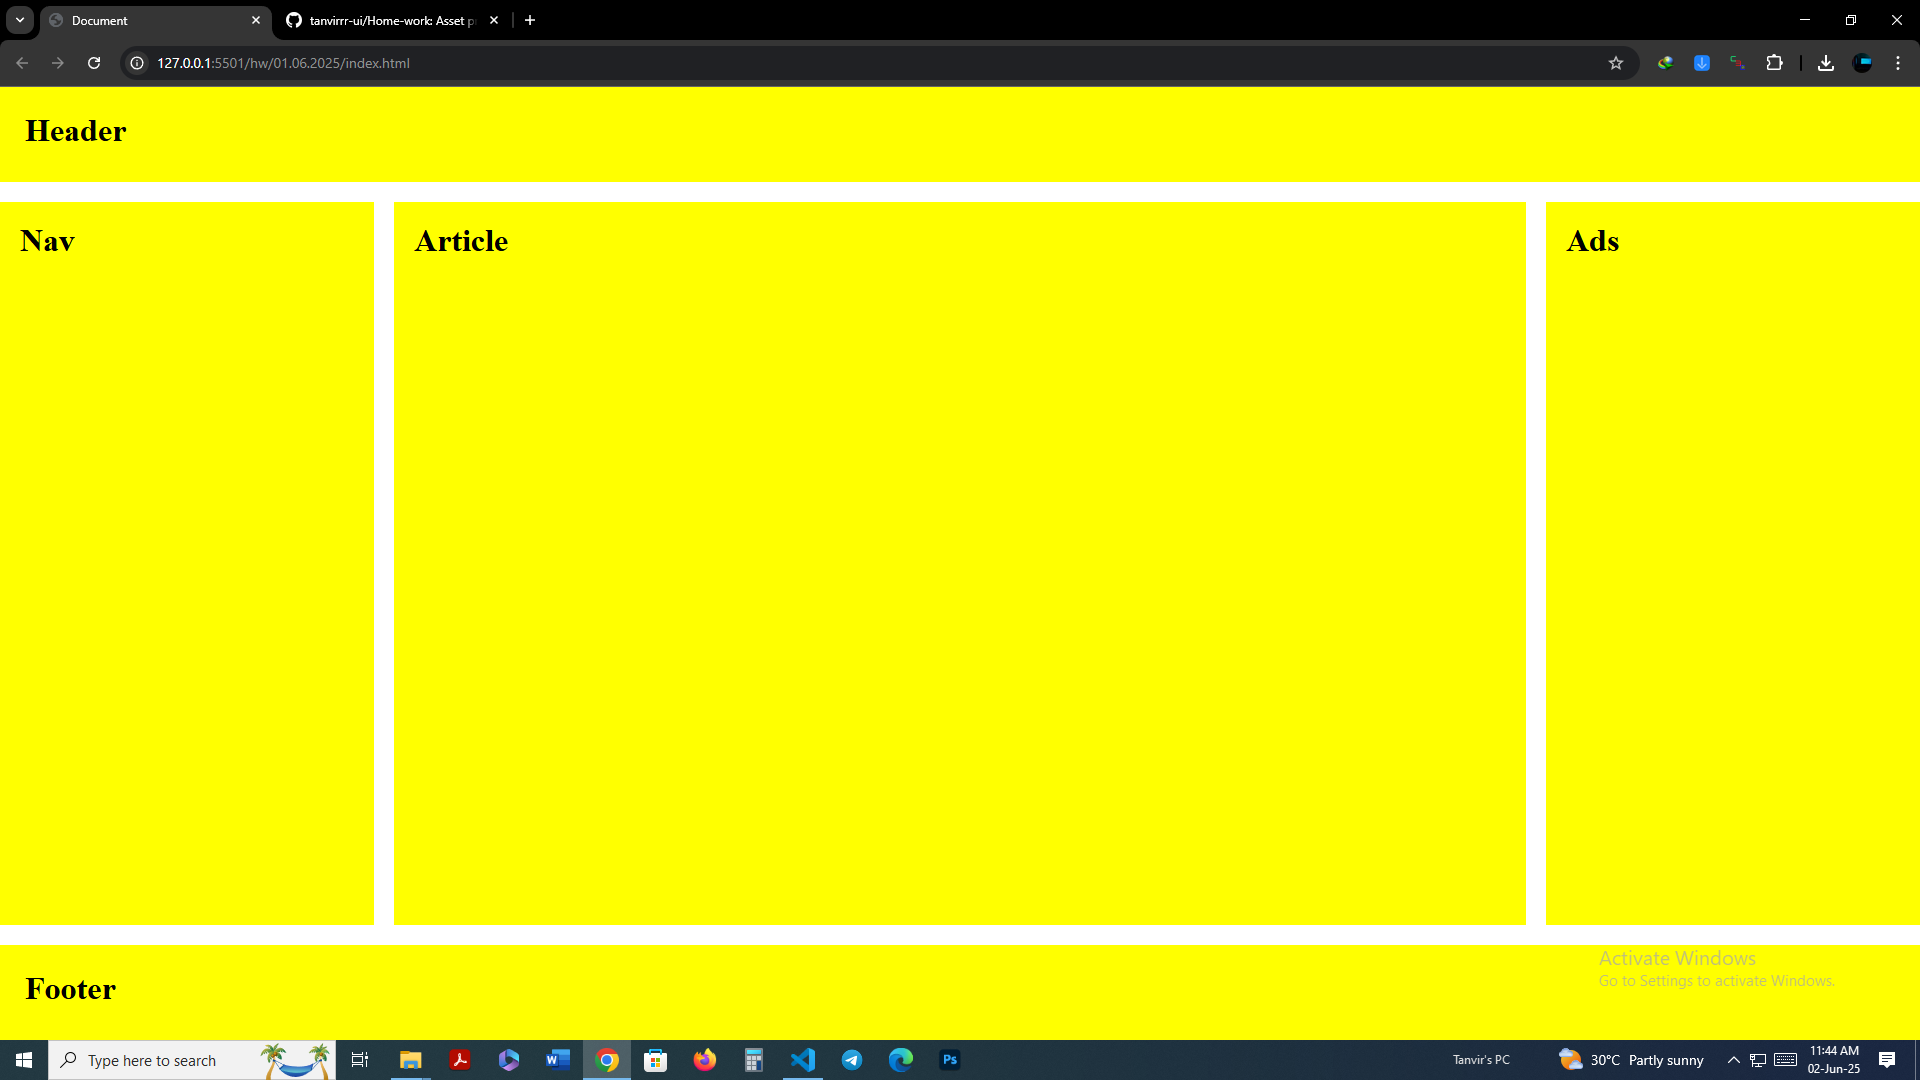 Document
tanvirrr-ui/Home-work: Asset p
127.0.0.1:5501/hw/01.06.2025/index.html
Header
Nav
Article
Ads
Activate Windows
Go to Settings to activate Windows.
Footer
Type here to search
Tanvir's PC
30°C Partly sunny
11:44 AM
02-Jun-25
W
Ps